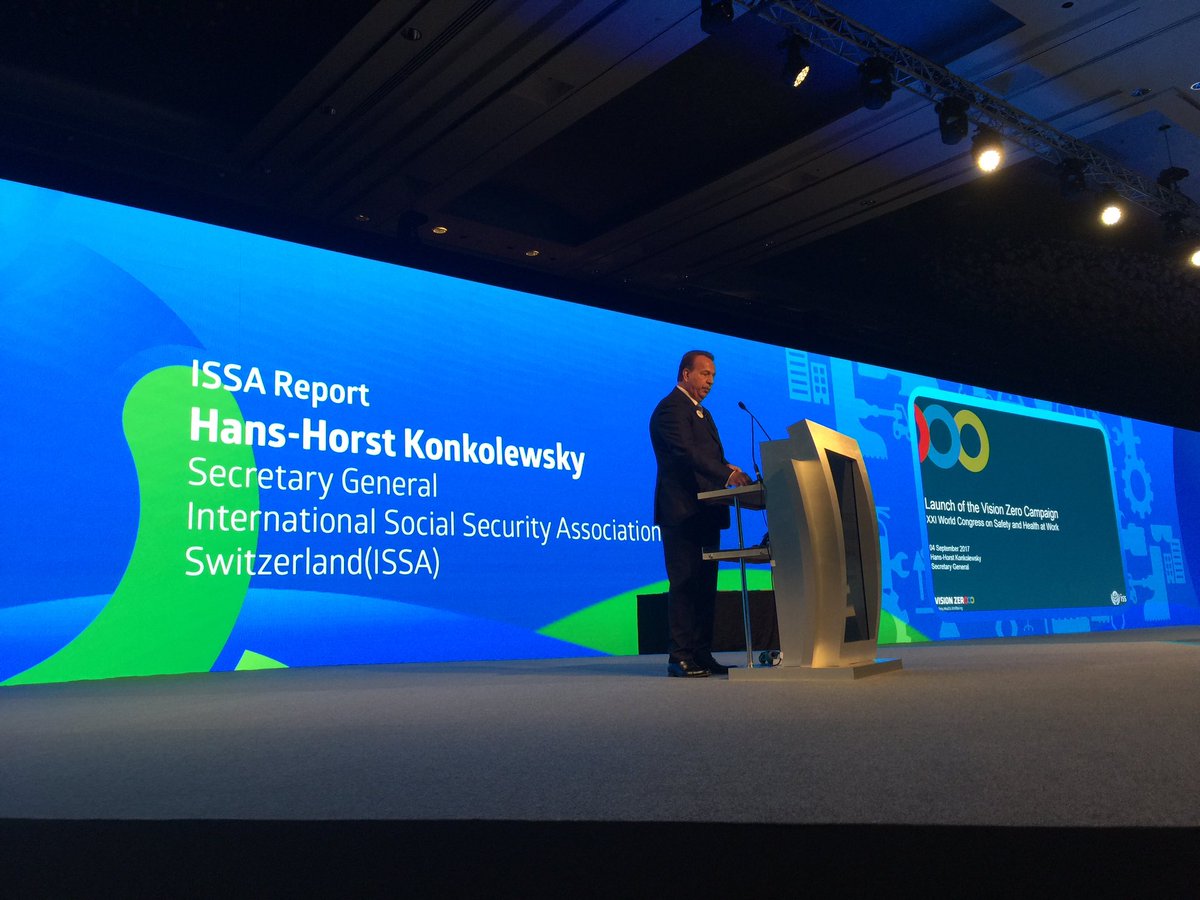 ISSA Report
Hans-Horst Konkolewsky
Secretary General
International Social Security Association
Switzerland(ISSA)
Launch of the Vision Zero Campaign
XXI World Congress on Safety and Health at Work
04 September 2017
Hans-Horst Konkolewsky
Secretary General
VISION ZERO
iss